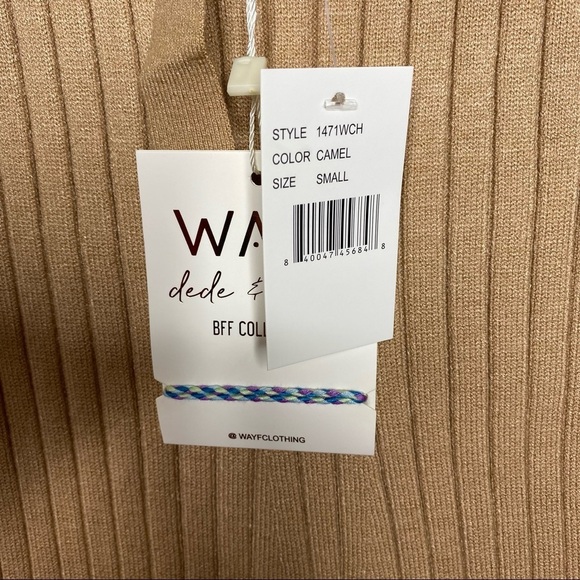 STYLE 1471WCH
COLOR CAMEL
SIZE SMALL
8 40047 45684 8
WA
dede &
BFF COLL
@ WAYFCLOTHING